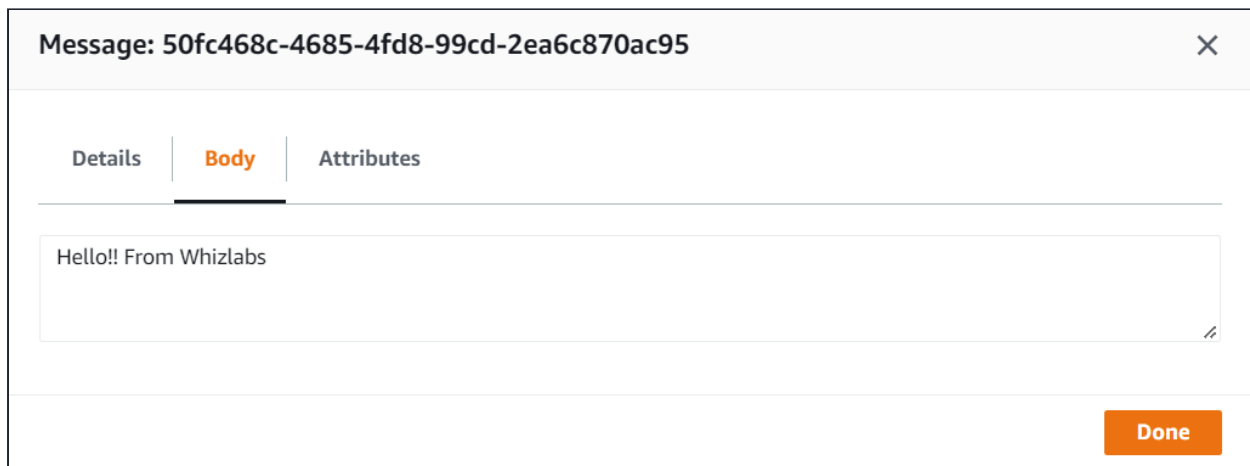 Message: 50fc468c-4685-4fd8-99cd-2ea6c870ac95
Details Body Attributes
Hello!! From Whizlabs
Done